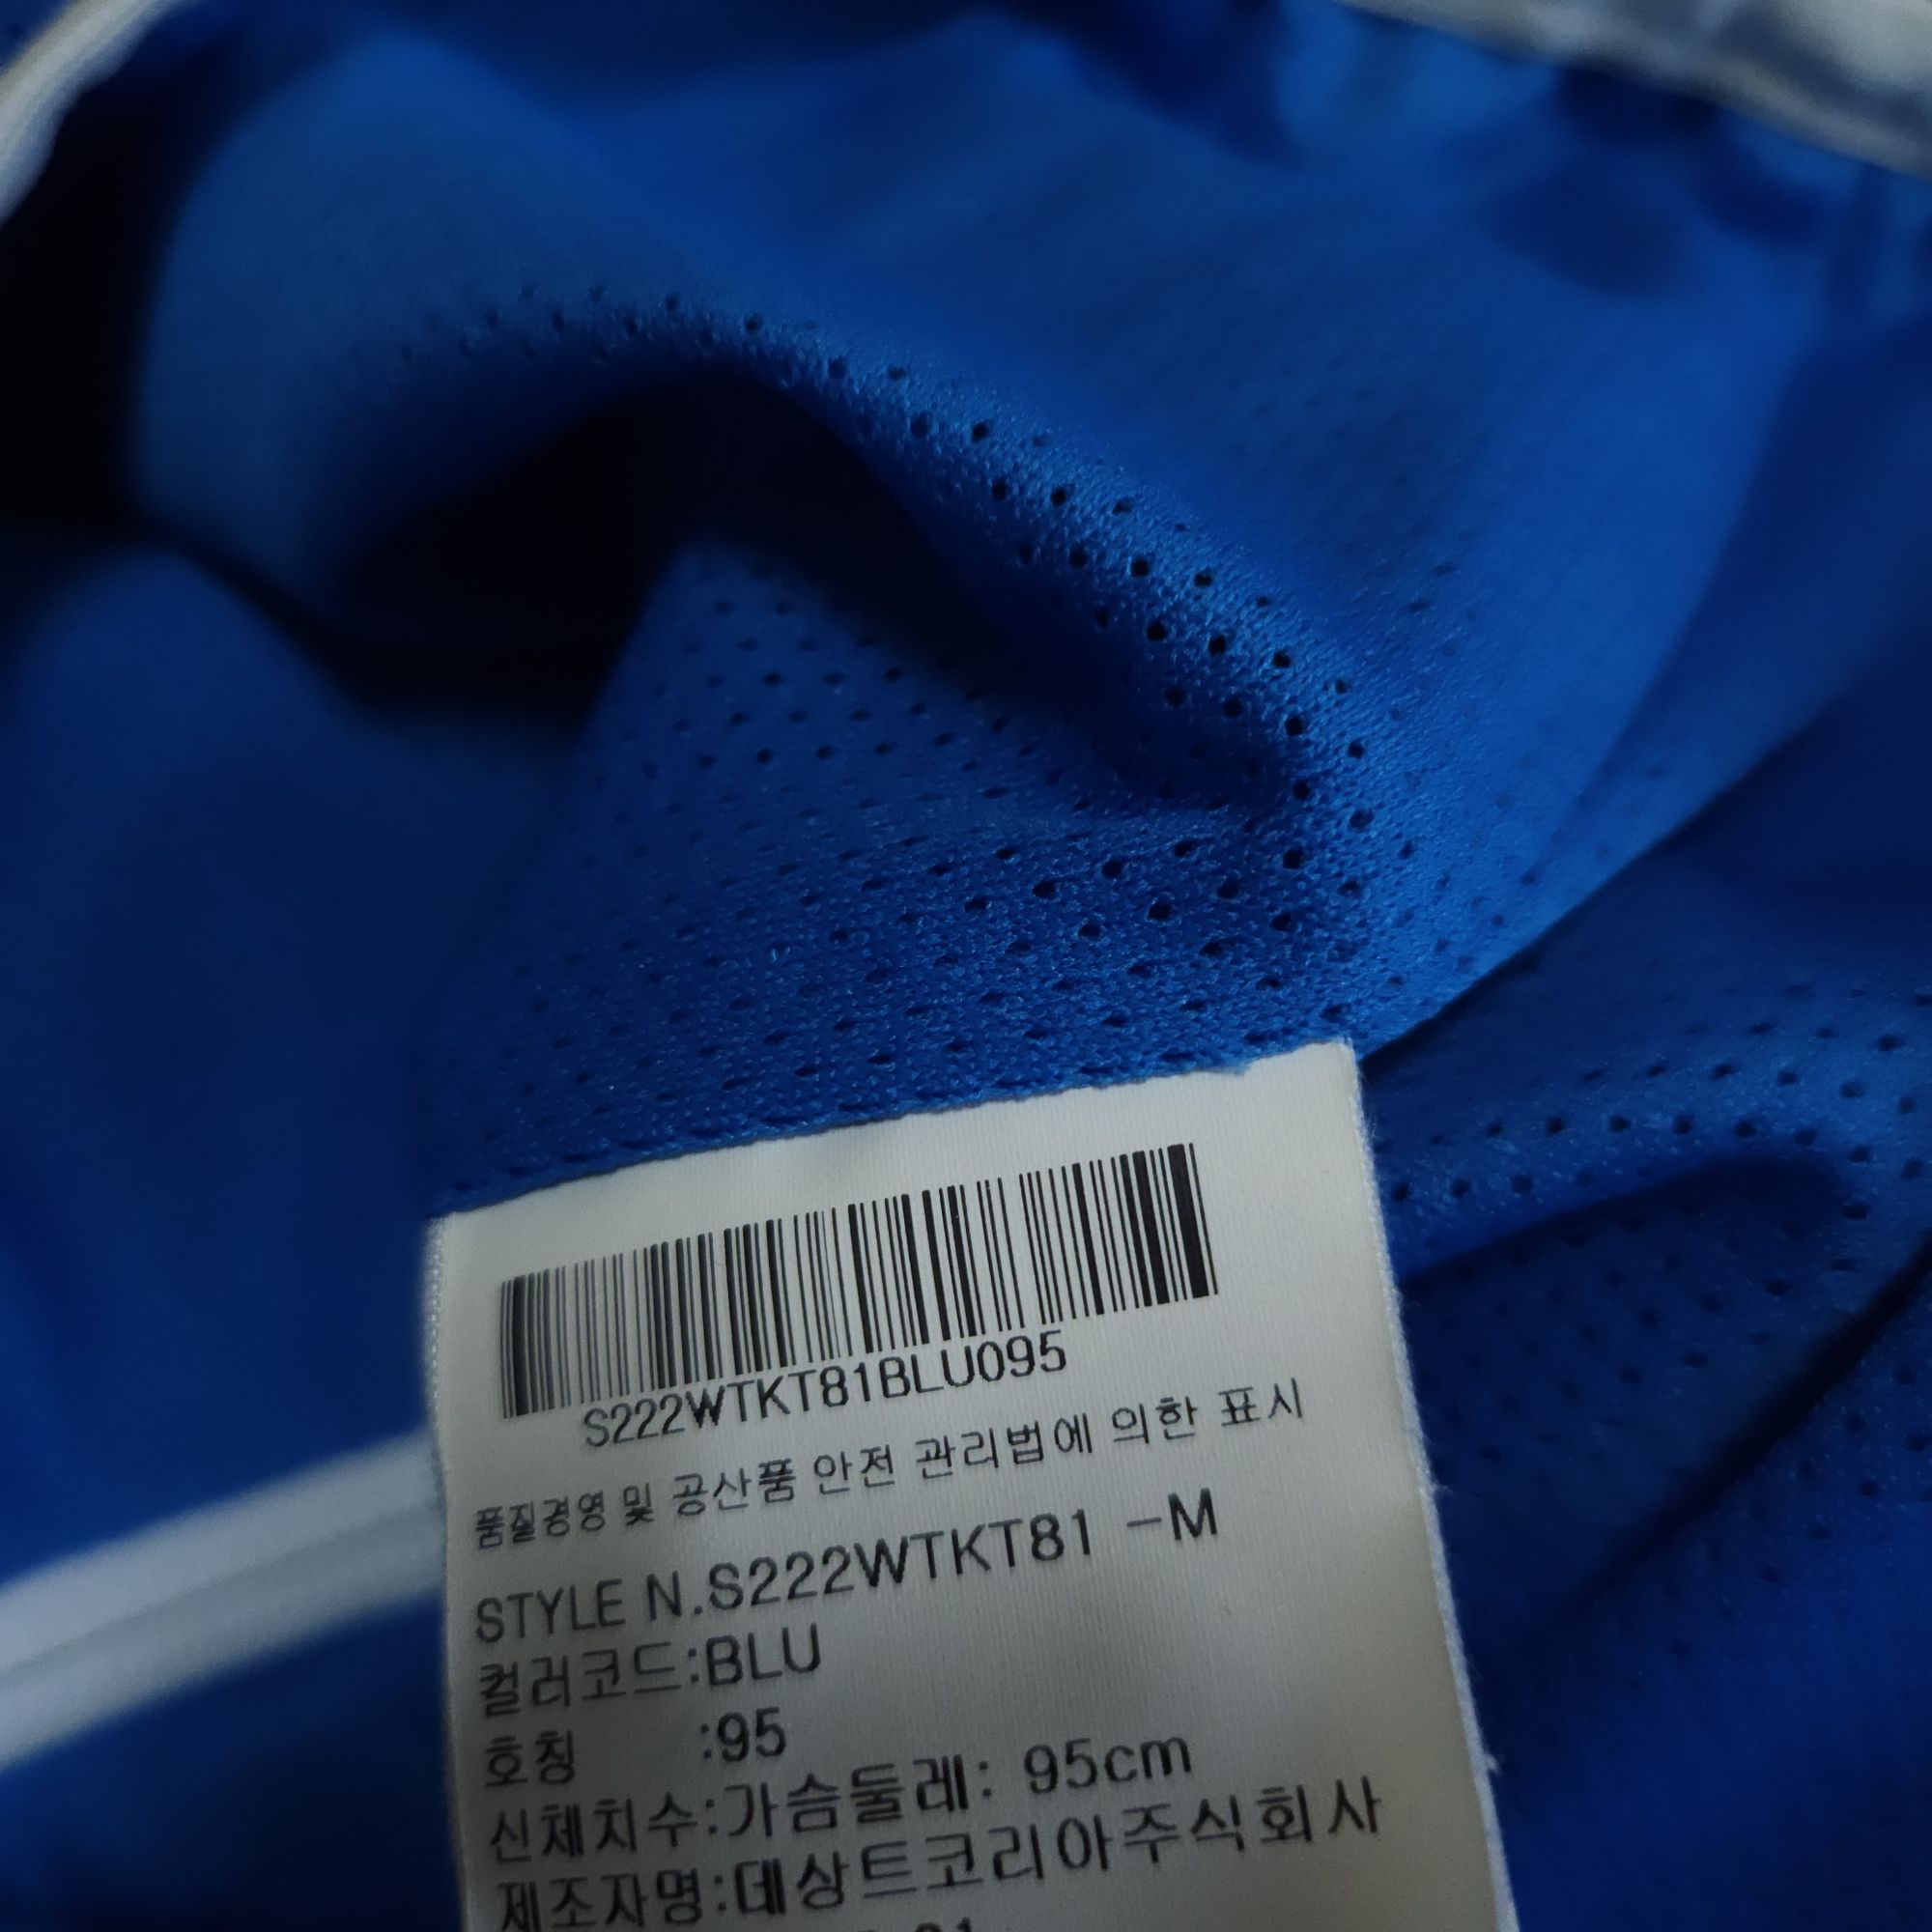 S222WTKT81BLU095
품질경영 및 공산품 안전 관리법에 의한 표시
STYLE N.S222WTKT81 -M
컬러코드:BLU
호칭 :95
신체치수:가슴둘레: 95cm
제조자명:데상트코리아주식회사